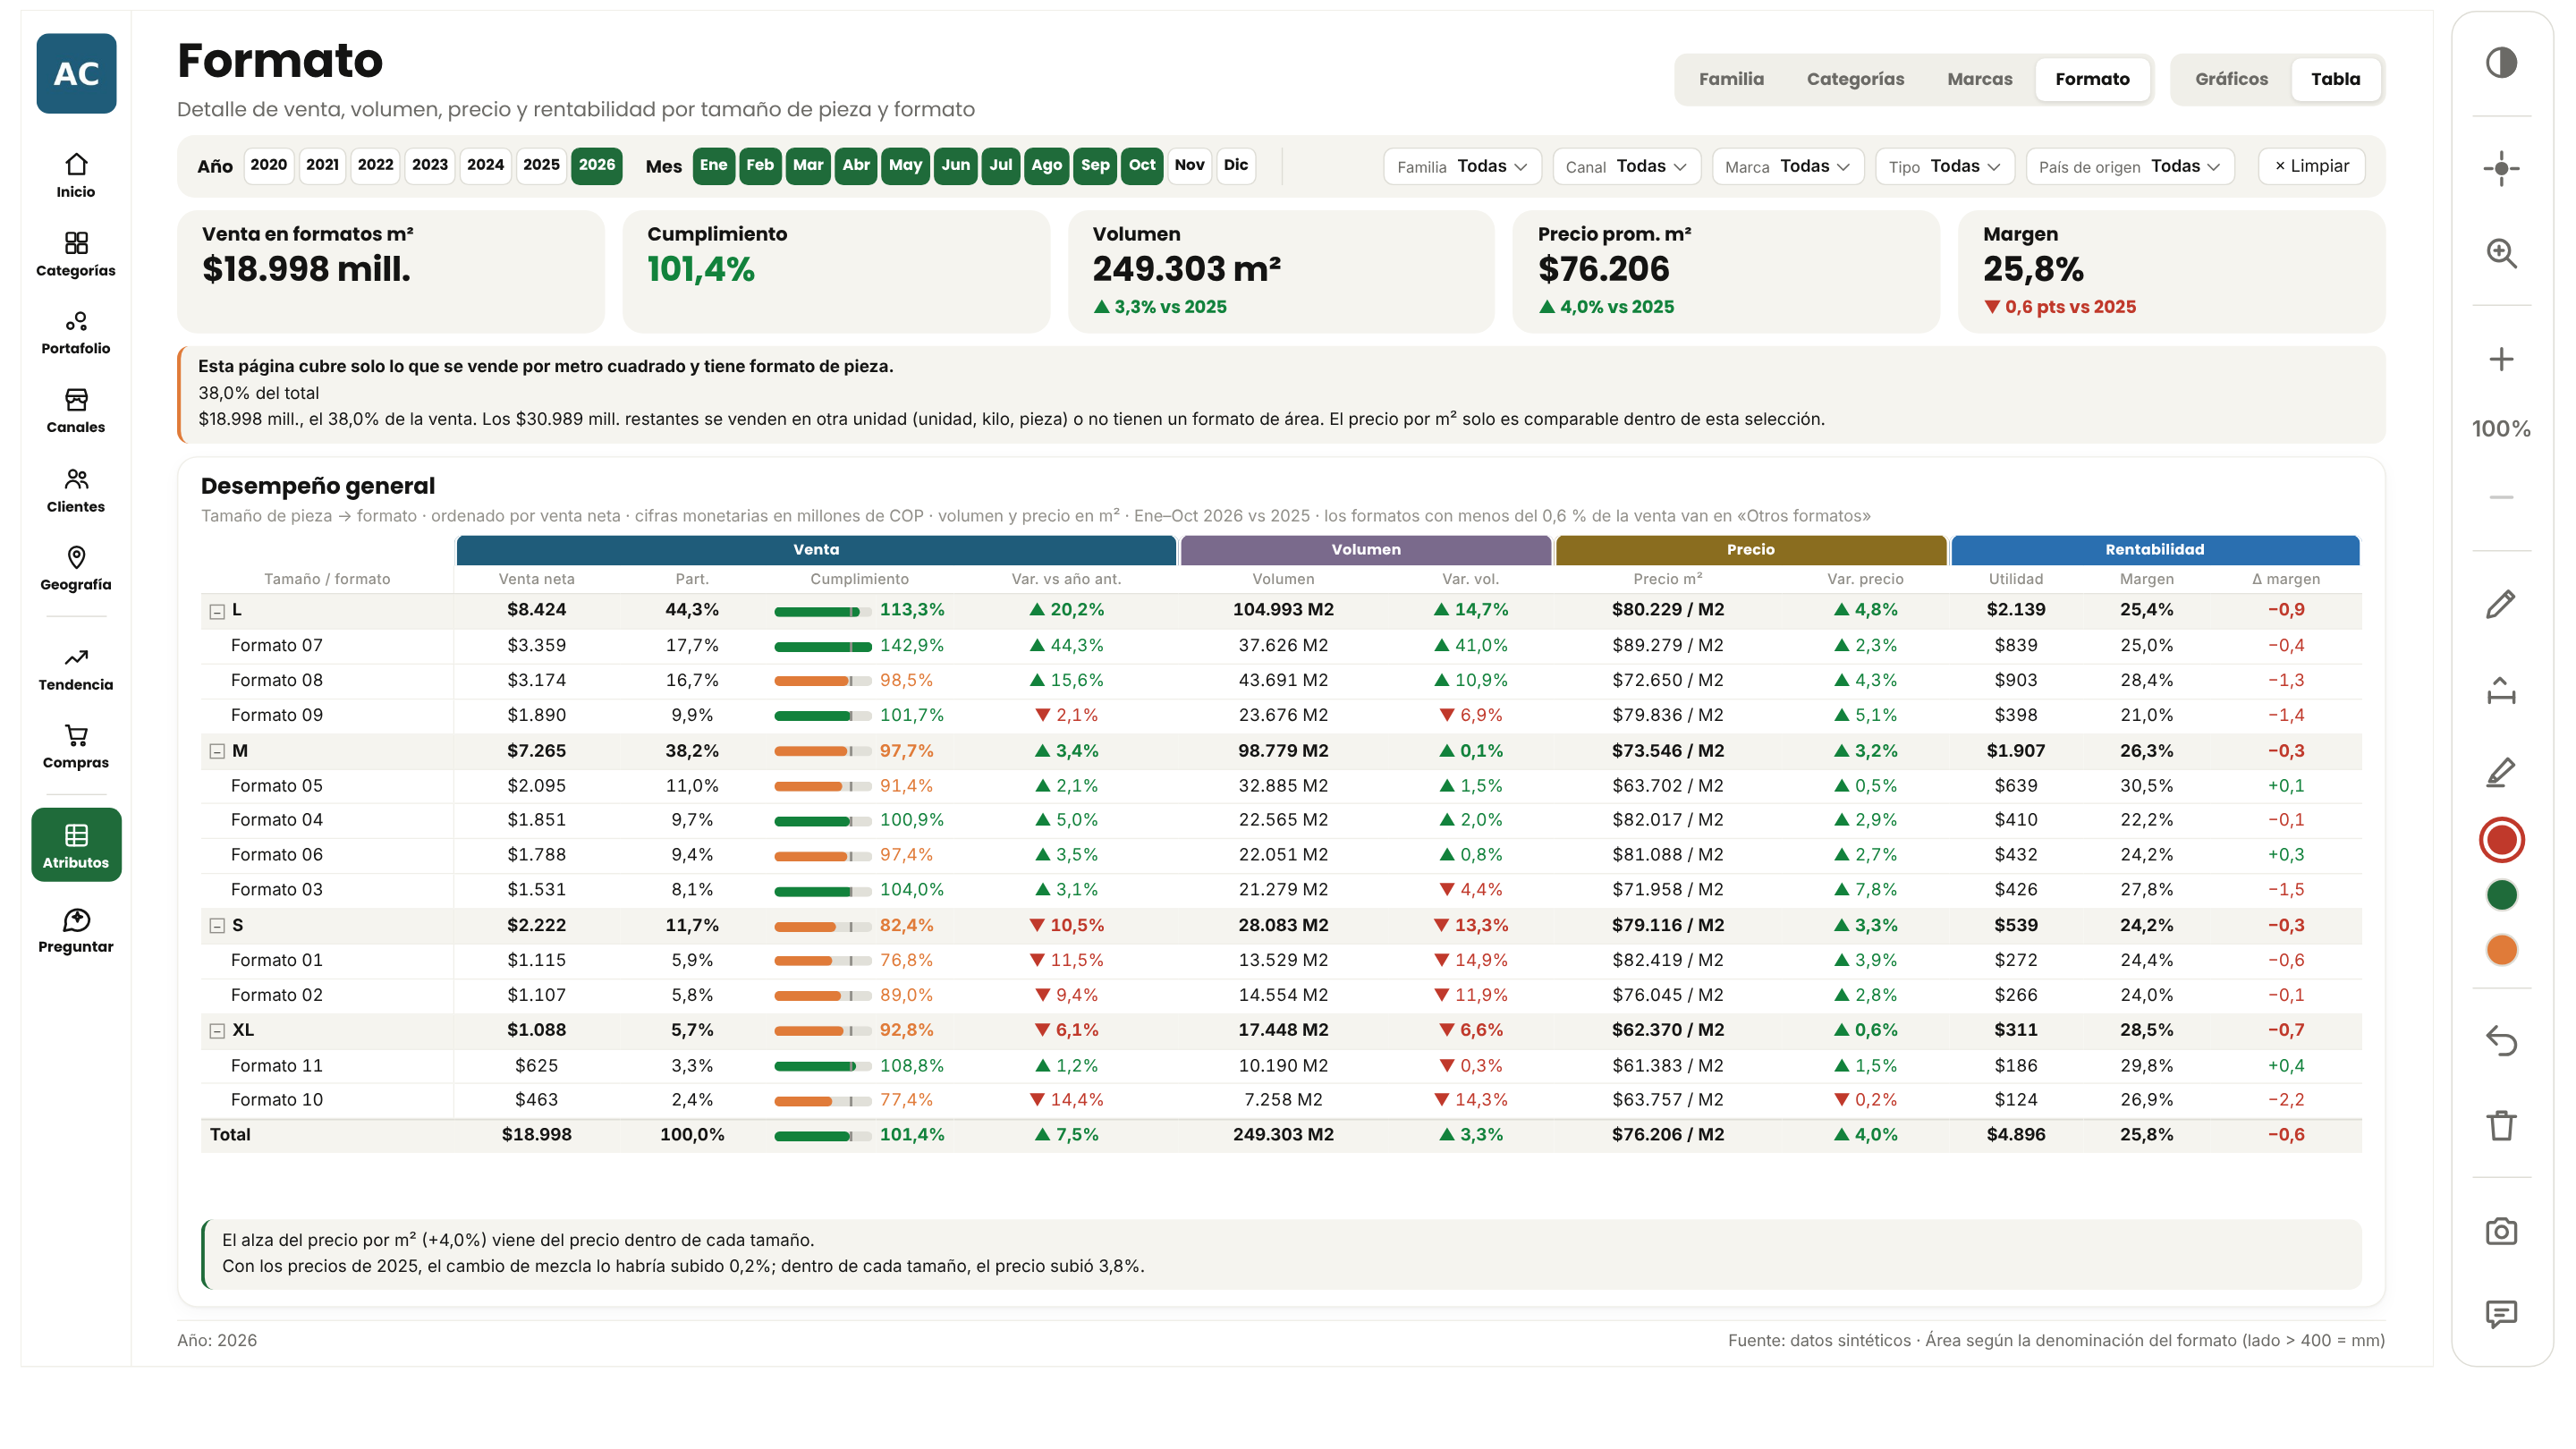 AC
Inicio
Categorías
Portafolio
Canales
Clientes
Geografía
Tendencia
Compras
Atributos
Preguntar
Formato
Detalle de venta, volumen, precio y rentabilidad por tamaño de pieza y formato
Familia Categorías Marcas Formato Gráficos Tabla
Año 2020 2021 2022 2023 2024 2025 2026 Mes Ene Feb Mar Abr May Jun Jul Ago Sep Oct Nov Dic Familia Todas Canal Todas Marca Todas Tipo Todas País de origen Todas × Limpiar
Venta en formatos m²
$18.998 mill.
Cumplimiento
101,4%
Volumen
249.303 m²
▲ 3,3% vs 2025
Precio prom. m²
$76.206
▲ 4,0% vs 2025
Margen
25,8%
▼ 0,6 pts vs 2025
Esta página cubre solo lo que se vende por metro cuadrado y tiene formato de pieza.
38,0% del total
$18.998 mill., el 38,0% de la venta. Los $30.989 mill. restantes se venden en otra unidad (unidad, kilo, pieza) o no tienen un formato de área. El precio por m² solo es comparable dentro de esta selección.
Desempeño general
Tamaño de pieza → formato · ordenado por venta neta · cifras monetarias en millones de COP · volumen y precio en m² · Ene–Oct 2026 vs 2025 · los formatos con menos del 0,6 % de la venta van en «Otros formatos»
Venta Volumen Precio Rentabilidad
Tamaño / formato Venta neta Part. Cumplimiento Var. vs año ant. Volumen Var. vol. Precio m² Var. precio Utilidad Margen Δ margen
L $8.424 44,3% 113,3% ▲ 20,2% 104.993 M2 ▲ 14,7% $80.229 / M2 ▲ 4,8% $2.139 25,4% −0,9
Formato 07 $3.359 17,7% 142,9% ▲ 44,3% 37.626 M2 ▲ 41,0% $89.279 / M2 ▲ 2,3% $839 25,0% −0,4
Formato 08 $3.174 16,7% 98,5% ▲ 15,6% 43.691 M2 ▲ 10,9% $72.650 / M2 ▲ 4,3% $903 28,4% −1,3
Formato 09 $1.890 9,9% 101,7% ▼ 2,1% 23.676 M2 ▼ 6,9% $79.836 / M2 ▲ 5,1% $398 21,0% −1,4
M $7.265 38,2% 97,7% ▲ 3,4% 98.779 M2 ▲ 0,1% $73.546 / M2 ▲ 3,2% $1.907 26,3% −0,3
Formato 05 $2.095 11,0% 91,4% ▲ 2,1% 32.885 M2 ▲ 1,5% $63.702 / M2 ▲ 0,5% $639 30,5% +0,1
Formato 04 $1.851 9,7% 100,9% ▲ 5,0% 22.565 M2 ▲ 2,0% $82.017 / M2 ▲ 2,9% $410 22,2% −0,1
Formato 06 $1.788 9,4% 97,4% ▲ 3,5% 22.051 M2 ▲ 0,8% $81.088 / M2 ▲ 2,7% $432 24,2% +0,3
Formato 03 $1.531 8,1% 104,0% ▲ 3,1% 21.279 M2 ▼ 4,4% $71.958 / M2 ▲ 7,8% $426 27,8% −1,5
S $2.222 11,7% 82,4% ▼ 10,5% 28.083 M2 ▼ 13,3% $79.116 / M2 ▲ 3,3% $539 24,2% −0,3
Formato 01 $1.115 5,9% 76,8% ▼ 11,5% 13.529 M2 ▼ 14,9% $82.419 / M2 ▲ 3,9% $272 24,4% −0,6
Formato 02 $1.107 5,8% 89,0% ▼ 9,4% 14.554 M2 ▼ 11,9% $76.045 / M2 ▲ 2,8% $266 24,0% −0,1
XL $1.088 5,7% 92,8% ▼ 6,1% 17.448 M2 ▼ 6,6% $62.370 / M2 ▲ 0,6% $311 28,5% −0,7
Formato 11 $625 3,3% 108,8% ▲ 1,2% 10.190 M2 ▼ 0,3% $61.383 / M2 ▲ 1,5% $186 29,8% +0,4
Formato 10 $463 2,4% 77,4% ▼ 14,4% 7.258 M2 ▼ 14,3% $63.757 / M2 ▼ 0,2% $124 26,9% −2,2
Total $18.998 100,0% 101,4% ▲ 7,5% 249.303 M2 ▲ 3,3% $76.206 / M2 ▲ 4,0% $4.896 25,8% −0,6
El alza del precio por m² (+4,0%) viene del precio dentro de cada tamaño.
Con los precios de 2025, el cambio de mezcla lo habría subido 0,2%; dentro de cada tamaño, el precio subió 3,8%.
Año: 2026
Fuente: datos sintéticos · Área según la denominación del formato (lado > 400 = mm)
100%